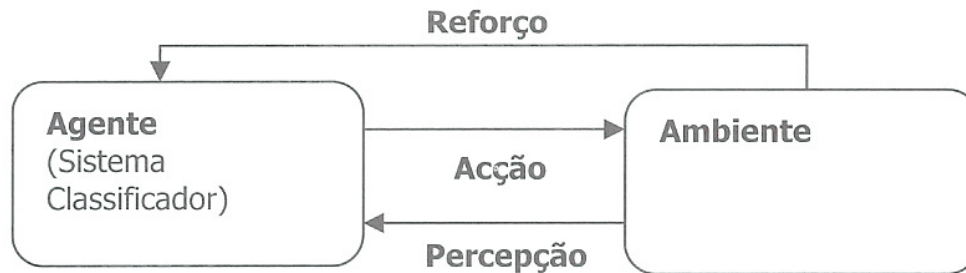 Reforço
Agente
(Sistema
Classificador)
Acção
Percepção
Ambiente